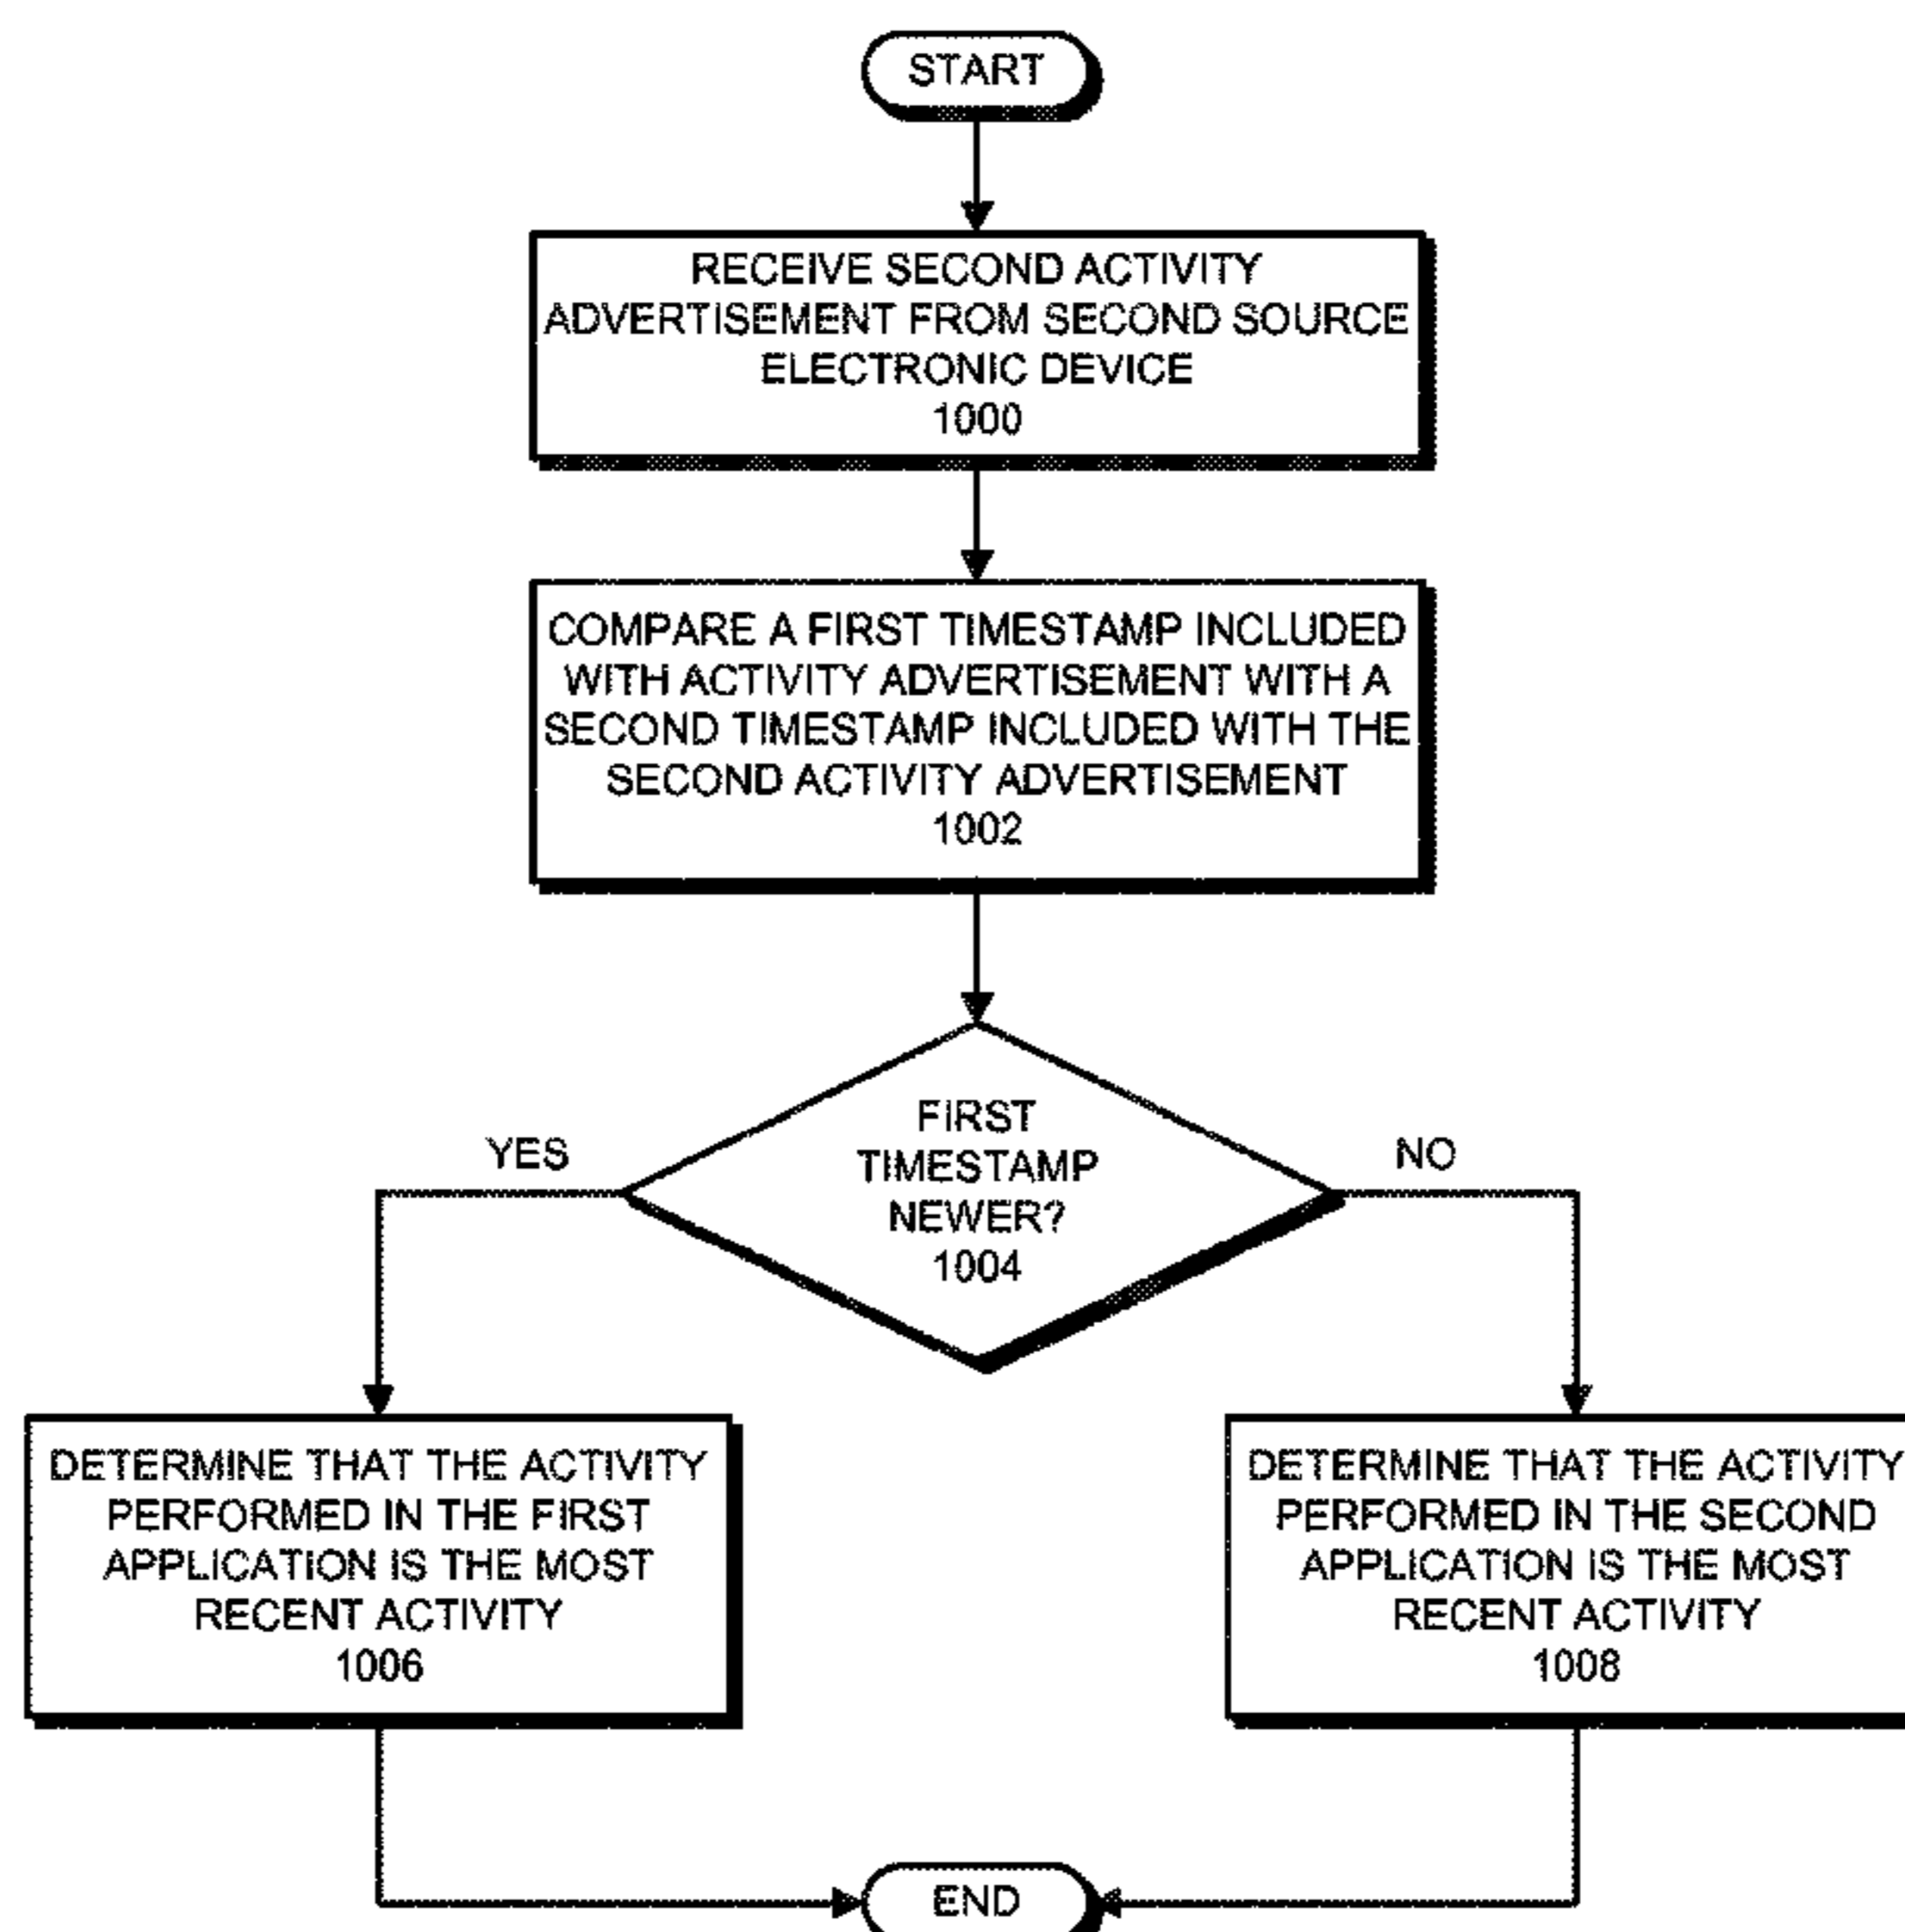 START
RECEIVE SECOND ACTIVITY
ADVERTISEMENT FROM SECOND SOURCE
ELECTRONIC DEVICE
1000
COMPARE A FIRST TIMESTAMP INCLUDED
WITH ACTIVITY ADVERTISEMENT WITH A
SECOND TIMESTAMP INCLUDED WITH THE
SECOND ACTIVITY ADVERTISEMENT
1002
FIRST
TIMESTAMP
NEWER?
1004
YES
NO
DETERMINE THAT THE ACTIVITY
PERFORMED IN THE FIRST
APPLICATION IS THE MOST
RECENT ACTIVITY
1006
DETERMINE THAT THE ACTIVITY
PERFORMED IN THE SECOND
APPLICATION IS THE MOST
RECENT ACTIVITY
1008
END